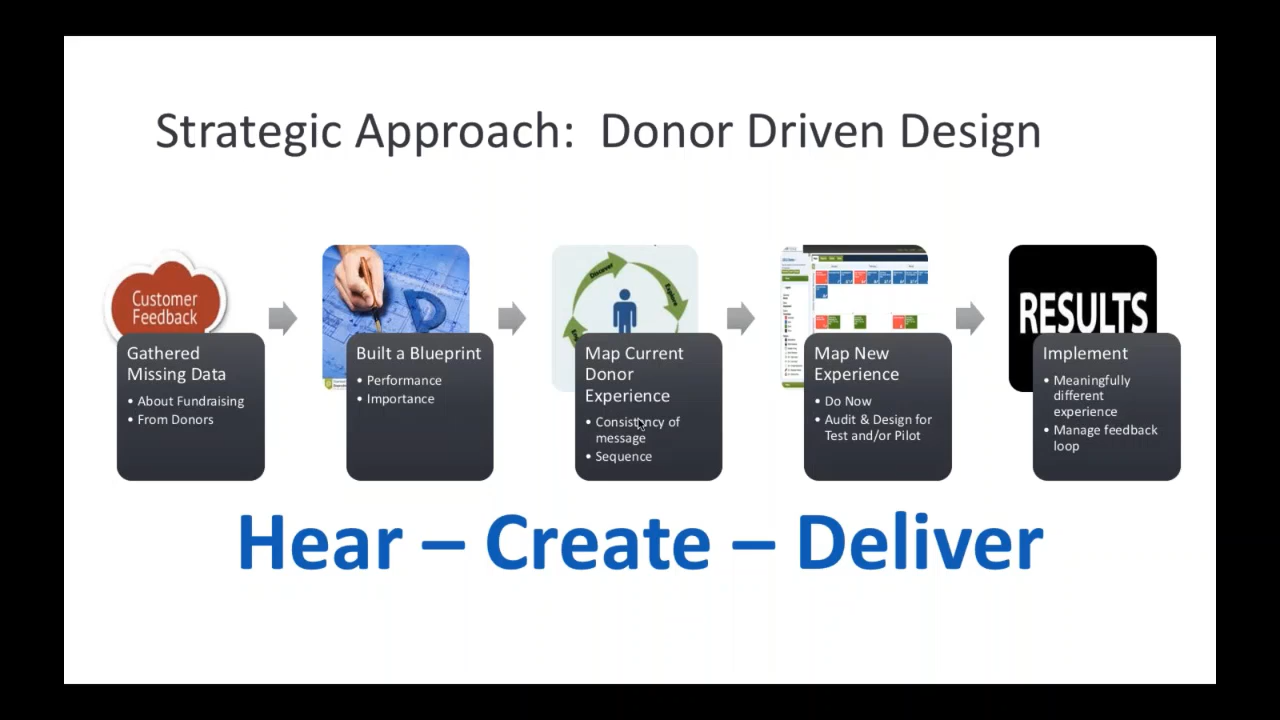 Strategic Approach:  Donor Driven Design
Customer
Feedback
Gathered
Missing Data
• About Fundraising
• From Donors
Built a Blueprint
• Performance
• Importance
Discover
Map Current
Donor
Experience
• Consistency of
message
• Sequence
Map New
Experience
• Do Now
• Audit & Design for
Test and/or Pilot
RESULTS
Implement
• Meaningfully
different
experience
• Manage feedback
loop
Hear – Create – Deliver